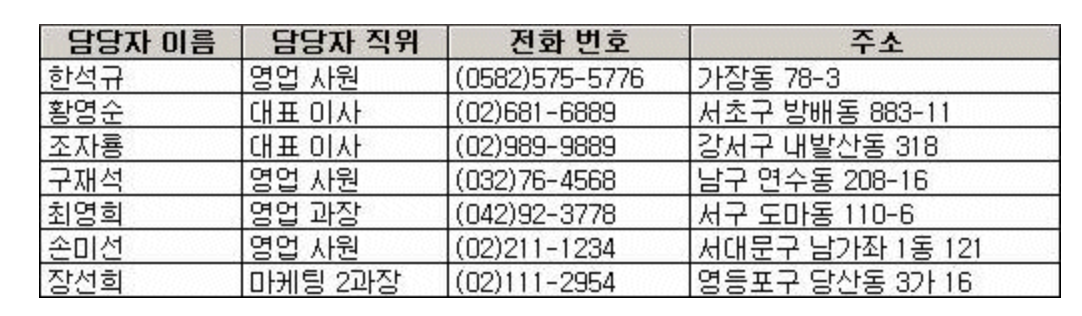 담당자 이름 담당자 직위 전화 번호 주소
한석규 영업 사원 (0582)575-5776 가장동 78-3
황영순 대표 이사 (02)681-6889 서초구 방배동 883-11
조자룡 대표 이사 (02)989-9889 강서구 내발산동 318
구재석 영업 사원 (032)76-4568 남구 연수동 208-16
최영희 영업 과장 (042)92-3778 서구 도마동 110-6
손미선 영업 사원 (02)211-1234 서대문구 남가좌 1동 121
장선희 마케팅 2과장 (02)111-2954 영등포구 당산동 3가 16